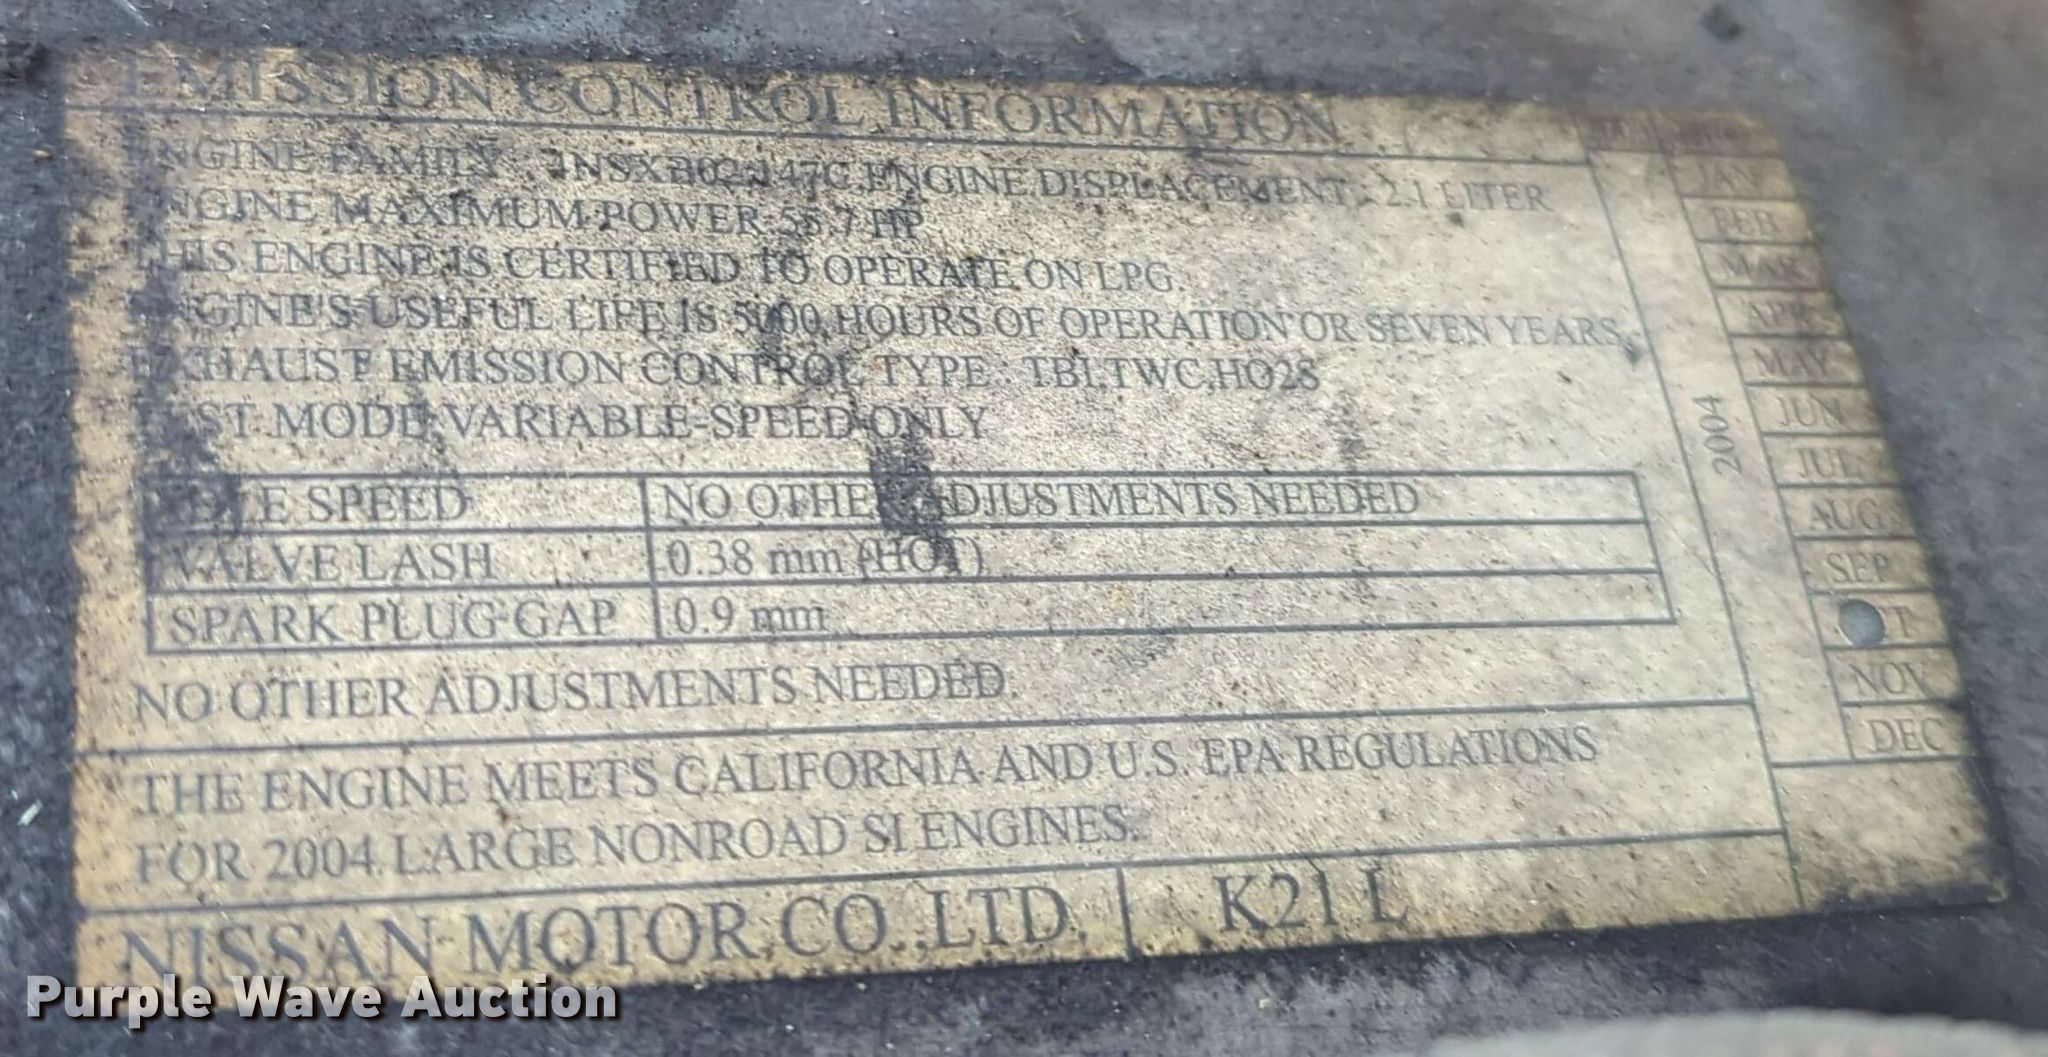 EMISSION CONTROL INFORMATION
ENGINE FAMILY : 4NSXB02.147C ENGINE DISPLACEMENT : 2.1 LITER
ENGINE MAXIMUM POWER 55.7 HP
THIS ENGINE IS CERTIFIED TO OPERATE ON LPG.
ENGINE'S USEFUL LIFE IS 5000 HOURS OF OPERATION OR SEVEN YEARS.
EXHAUST EMISSION CONTROL TYPE : TBI,TWC,HO2S
TEST MODE VARIABLE-SPEED ONLY
IDLE SPEED NO OTHER ADJUSTMENTS NEEDED
VALVE LASH 0.38 mm (HOT)
SPARK PLUG GAP 0.9 mm
NO OTHER ADJUSTMENTS NEEDED.
THE ENGINE MEETS CALIFORNIA AND U.S. EPA REGULATIONS
FOR 2004 LARGE NONROAD SI ENGINES.
NISSAN MOTOR CO.,LTD. K21 L
2004
JAN
FEB
MAR
APR
MAY
JUN
JUL
AUG
SEP
T
NOV
DEC
Purple Wave Auction